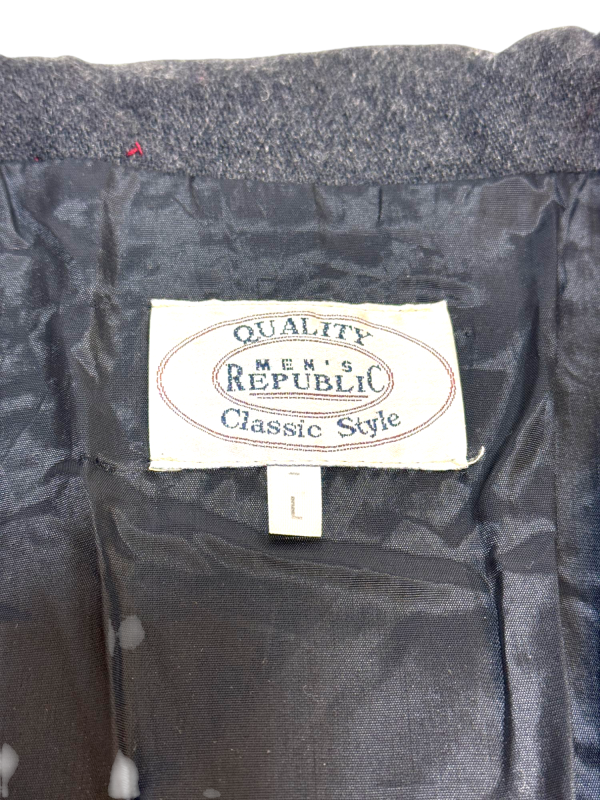 QUALITY
MEN'S
REPUBLIC
Classic Style
L